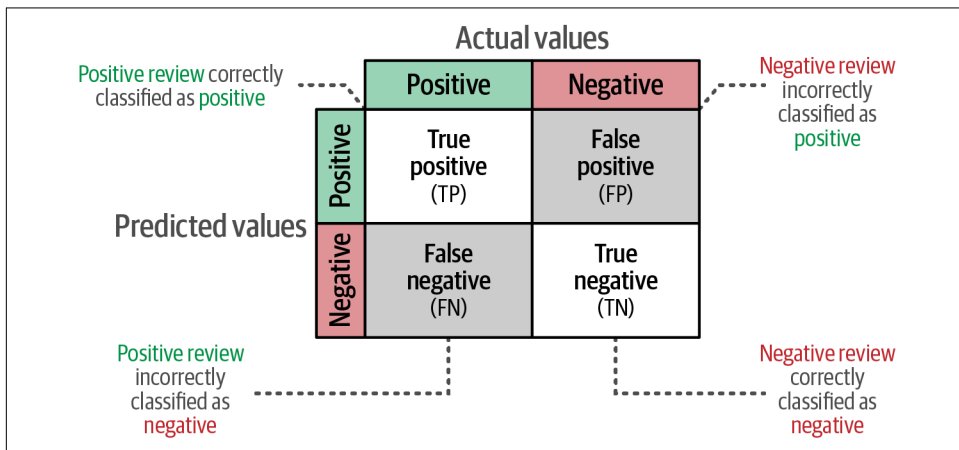 Actual values
Positive review correctly
classified as positive
Positive
Negative
Negative review
incorrectly
classified as
positive
Predicted values
Positive
True
positive
(TP)
False
positive
(FP)
Negative
False
negative
(FN)
True
negative
(TN)
Positive review
incorrectly
classified as
negative
Negative review
correctly
classified as
negative